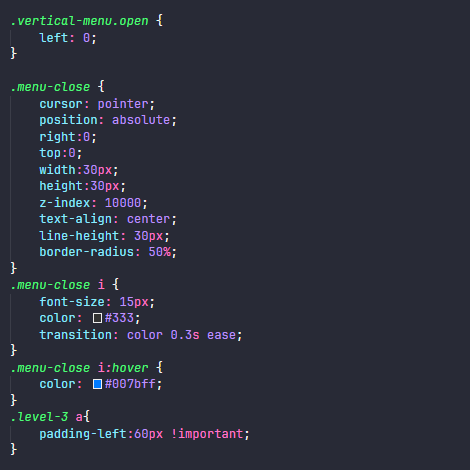 .vertical-menu.open {
    left: 0;
}

.menu-close {
    cursor: pointer;
    position: absolute;
    right:0;
    top:0;
    width:30px;
    height:30px;
    z-index: 10000;
    text-align: center;
    line-height: 30px;
    border-radius: 50%;
}
.menu-close i {
    font-size: 15px;
    color: #333;
    transition: color 0.3s ease;
}
.menu-close i:hover {
    color: #007bff;
}
.level-3 a{
    padding-left:60px !important;
}